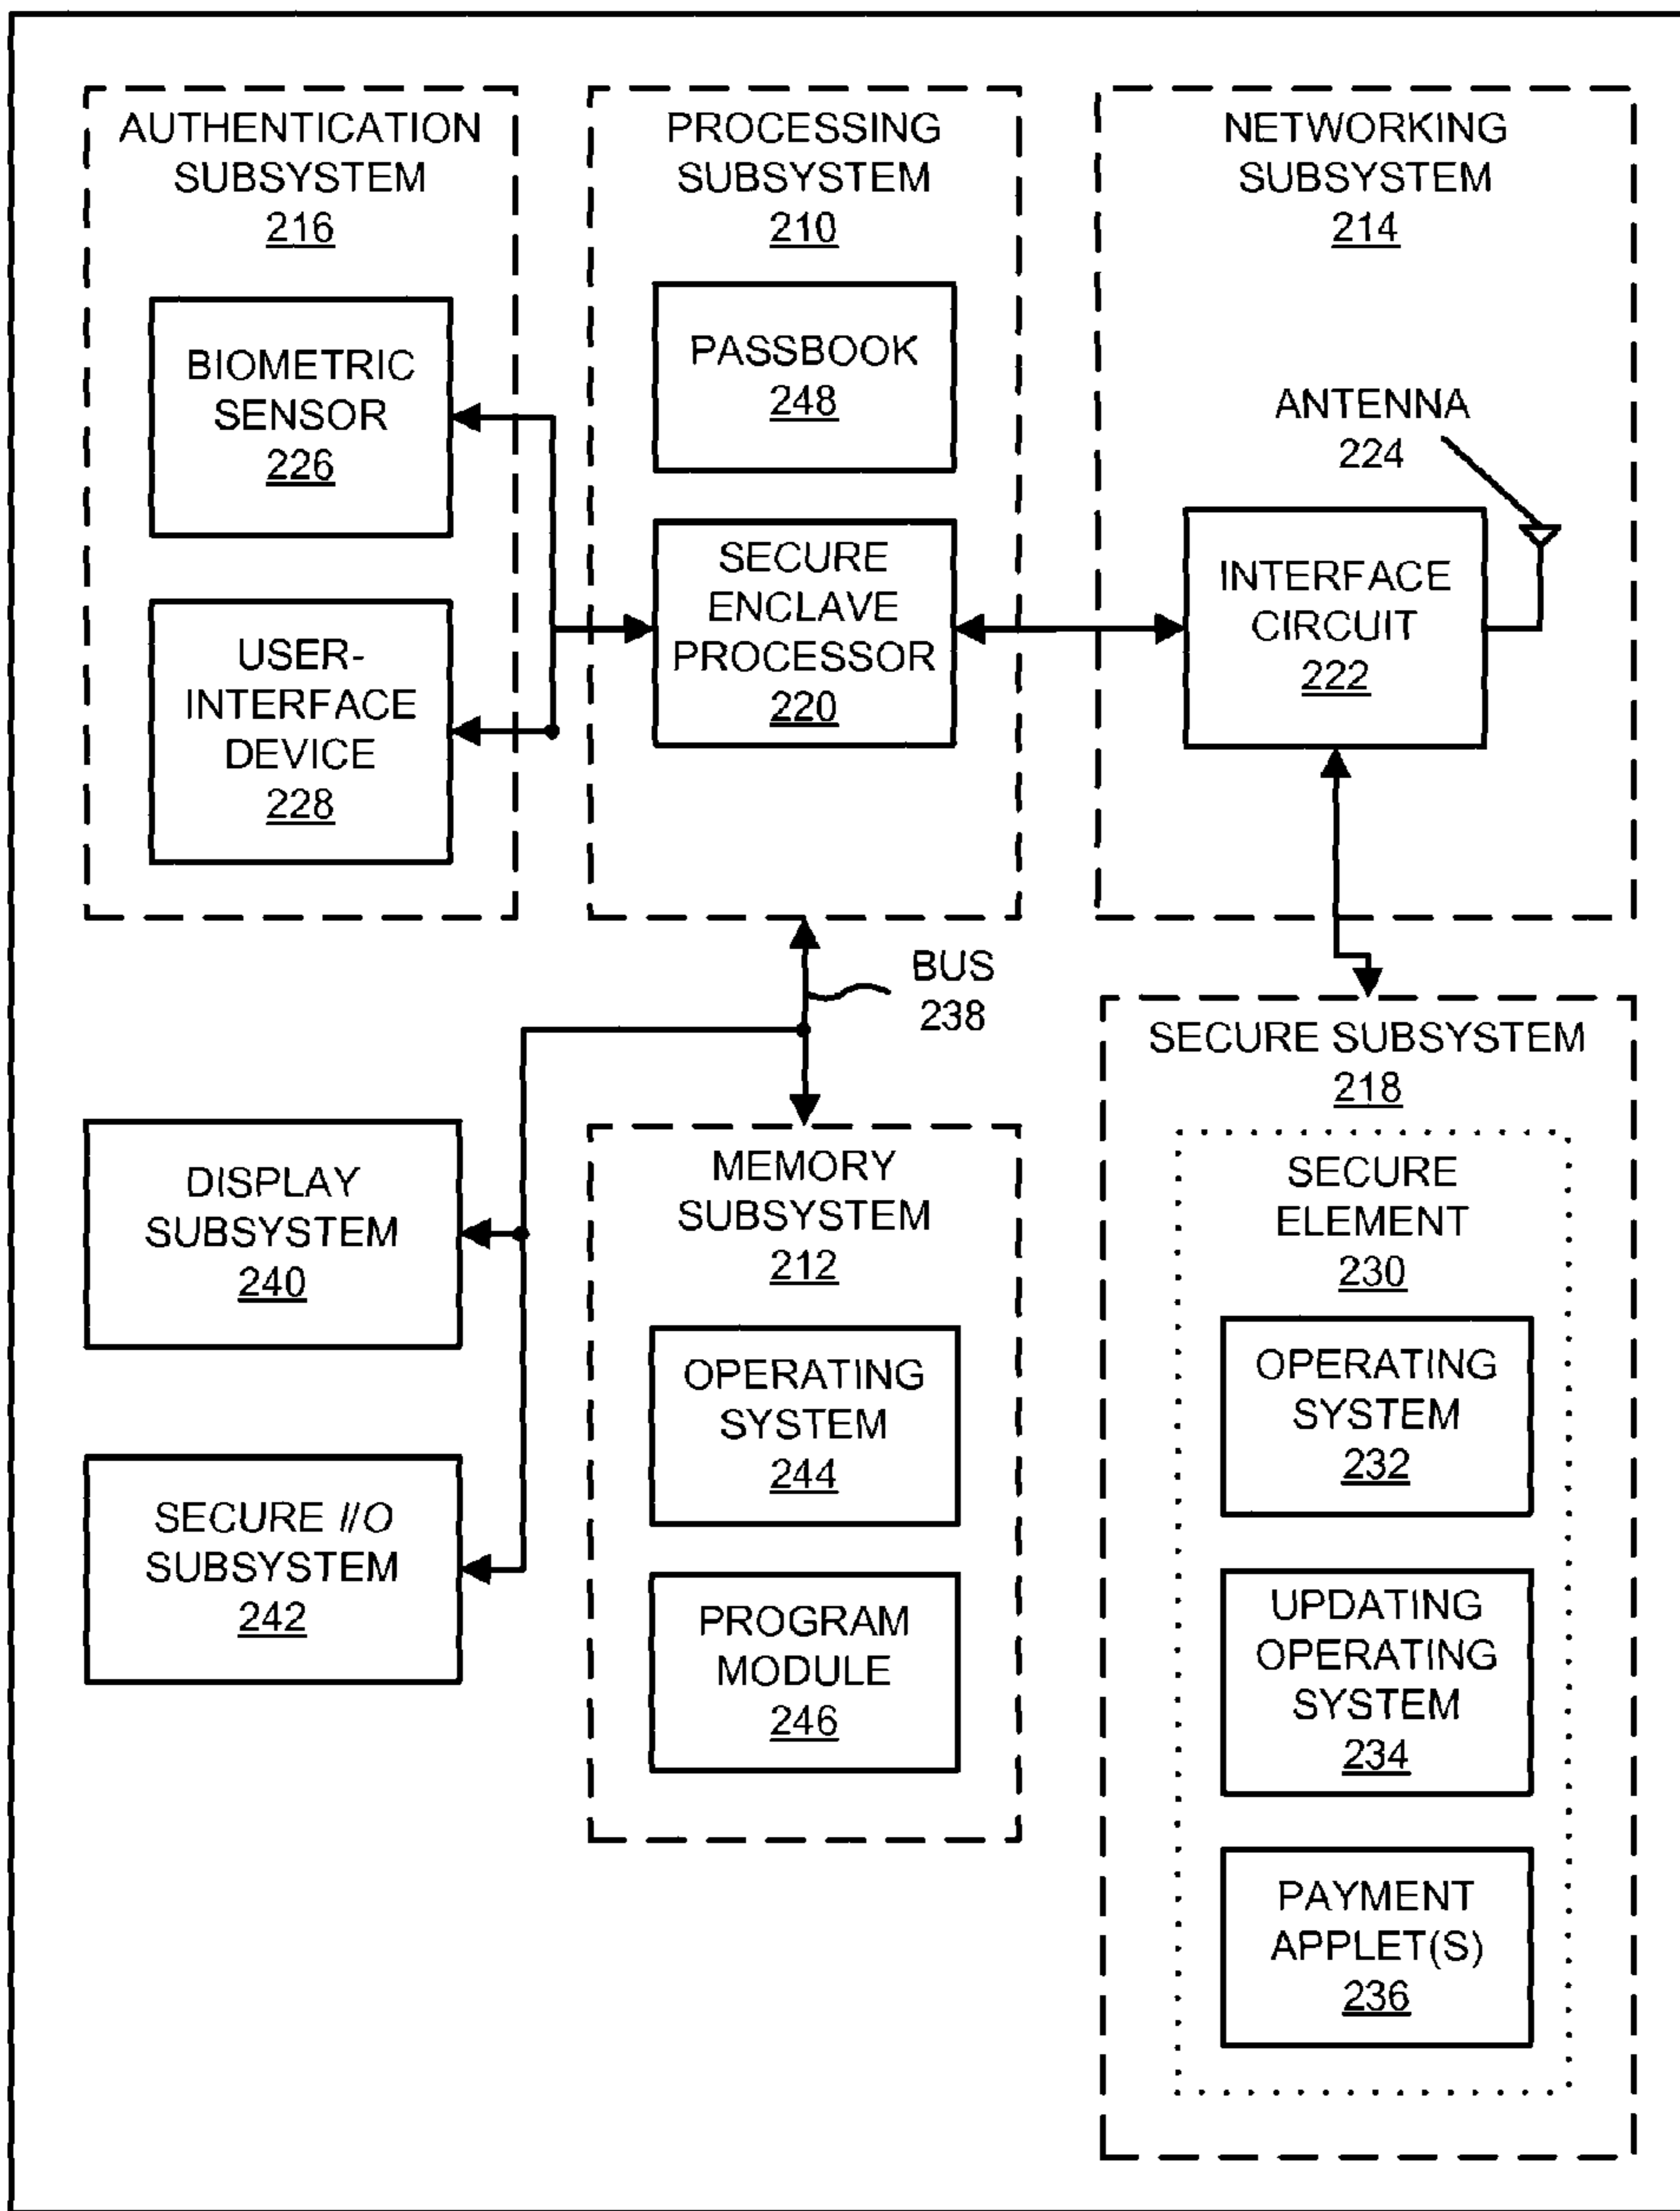 AUTHENTICATION
SUBSYSTEM
216
BIOMETRIC
SENSOR
226
USER-
INTERFACE
DEVICE
228
PROCESSING
SUBSYSTEM
210
PASSBOOK
248
SECURE
ENCLAVE
PROCESSOR
220
NETWORKING
SUBSYSTEM
214
ANTENNA
224
INTERFACE
CIRCUIT
222
BUS
238
DISPLAY
SUBSYSTEM
240
SECURE I/O
SUBSYSTEM
242
MEMORY
SUBSYSTEM
212
OPERATING
SYSTEM
244
PROGRAM
MODULE
246
SECURE SUBSYSTEM
218
SECURE
ELEMENT
230
OPERATING
SYSTEM
232
UPDATING
OPERATING
SYSTEM
234
PAYMENT
APPLET(S)
236